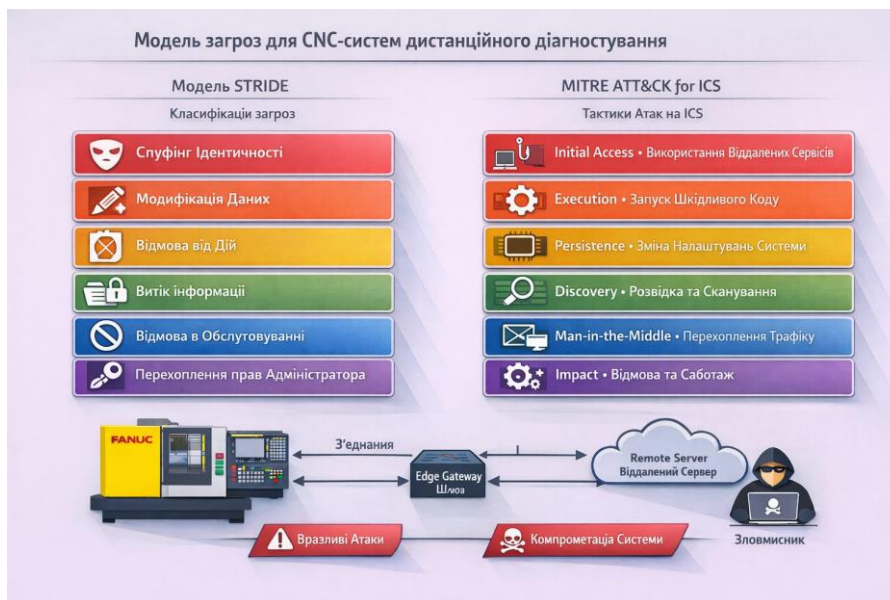 Модель загроз для CNC-систем дистанційного діагностування
Модель STRIDE
Класифікаціи загроз
Спуфінг Ідентичності
Модифікація Даних
Відмова від Дій
Витік інформації
Відмова в Обслутовуванні
Перехоплення прав Адміністратора
MITRE ATT&CK for ICS
Тактики Атак на ICS
Initial Access • Використання Віддалених Сервісів
Execution • Запуск Шкідливого Коду
Persistence • Зміна Налаштувань Системи
Discovery • Розвідка та Сканування
Man-in-the-Middle • Перехоплення Трафіку
Impact • Відмова та Саботаж
FANUC
З'єднання
Edge Gateway
Шлюз
Remote Server
Віддалений Сервер
Зловмисник
Вразливі Атаки
Компрометація Системи